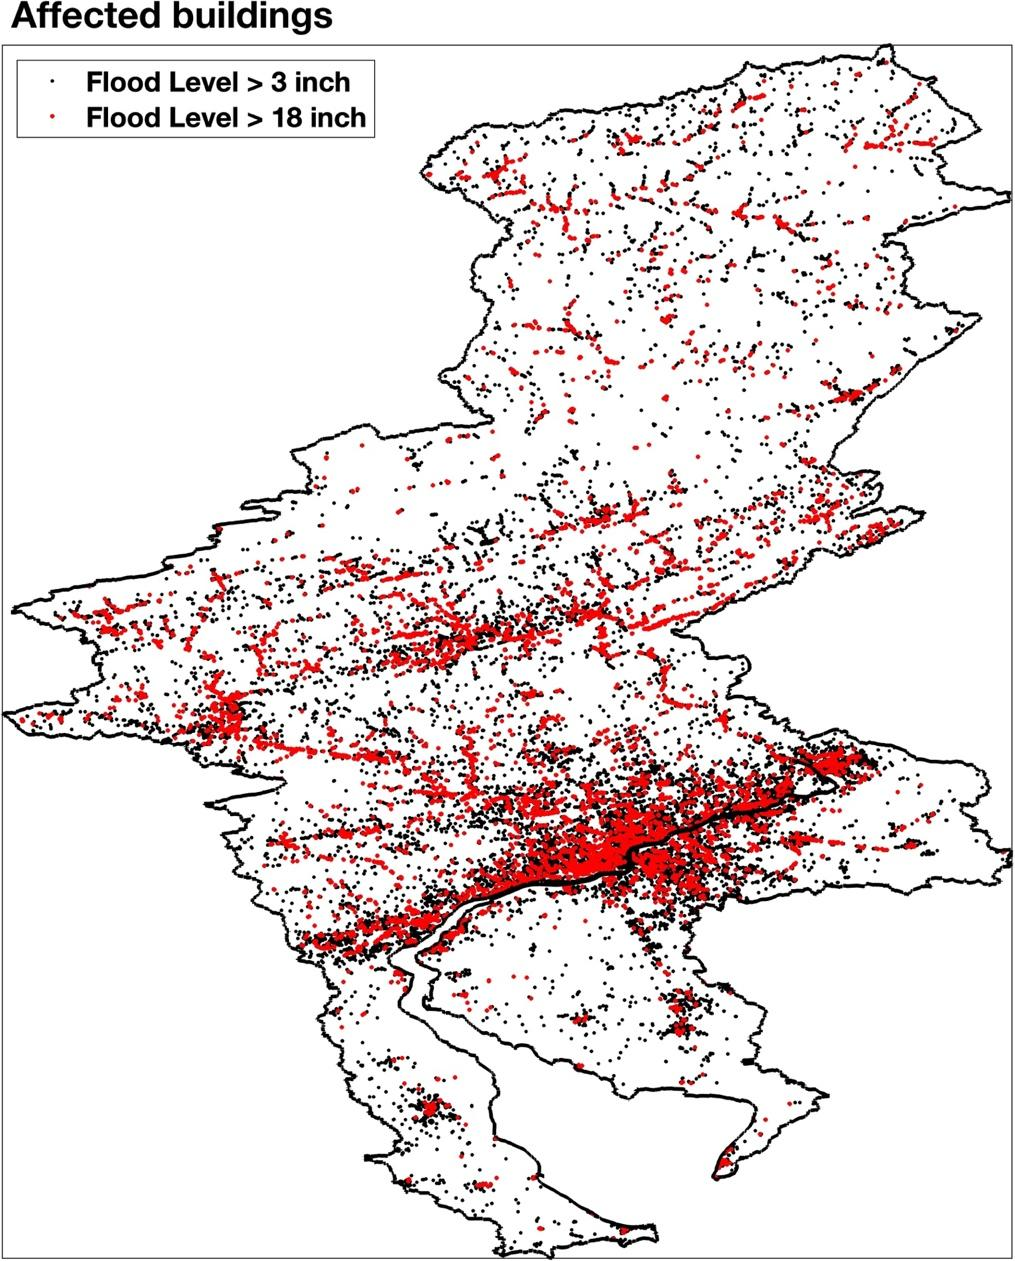 Affected buildings
Flood Level > 3 inch
Flood Level > 18 inch